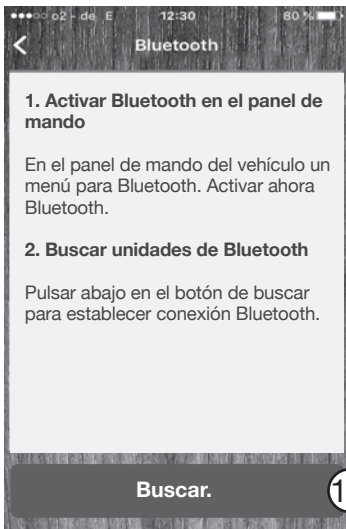 o2 - de E 12:30 80 %
Bluetooth
1. Activar Bluetooth en el panel de
mando
En el panel de mando del vehículo un
menú para Bluetooth. Activar ahora
Bluetooth.
2. Buscar unidades de Bluetooth
Pulsar abajo en el botón de buscar
para establecer conexión Bluetooth.
Buscar.
1